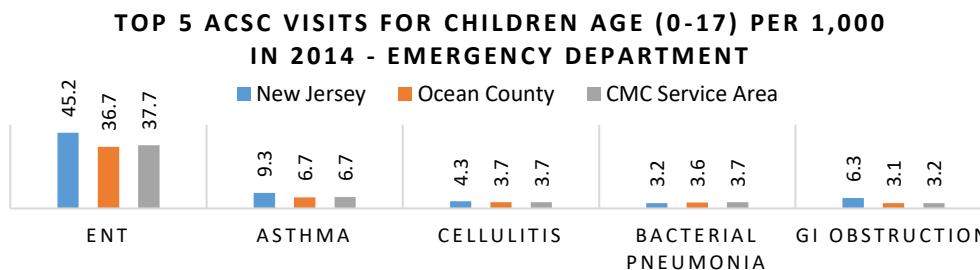 TOP 5 ACSC VISITS FOR CHILDREN AGE (0-17) PER 1,000
IN 2014 - EMERGENCY DEPARTMENT
New Jersey Ocean County CMC Service Area
45.2 36.7 37.7 9.3 6.7 6.7 4.3 3.7 3.7 3.2 3.6 3.7 6.3 3.1 3.2
ENT ASTHMA CELLULITIS BACTERIAL GI OBSTRUCTION
PNEUMONIA